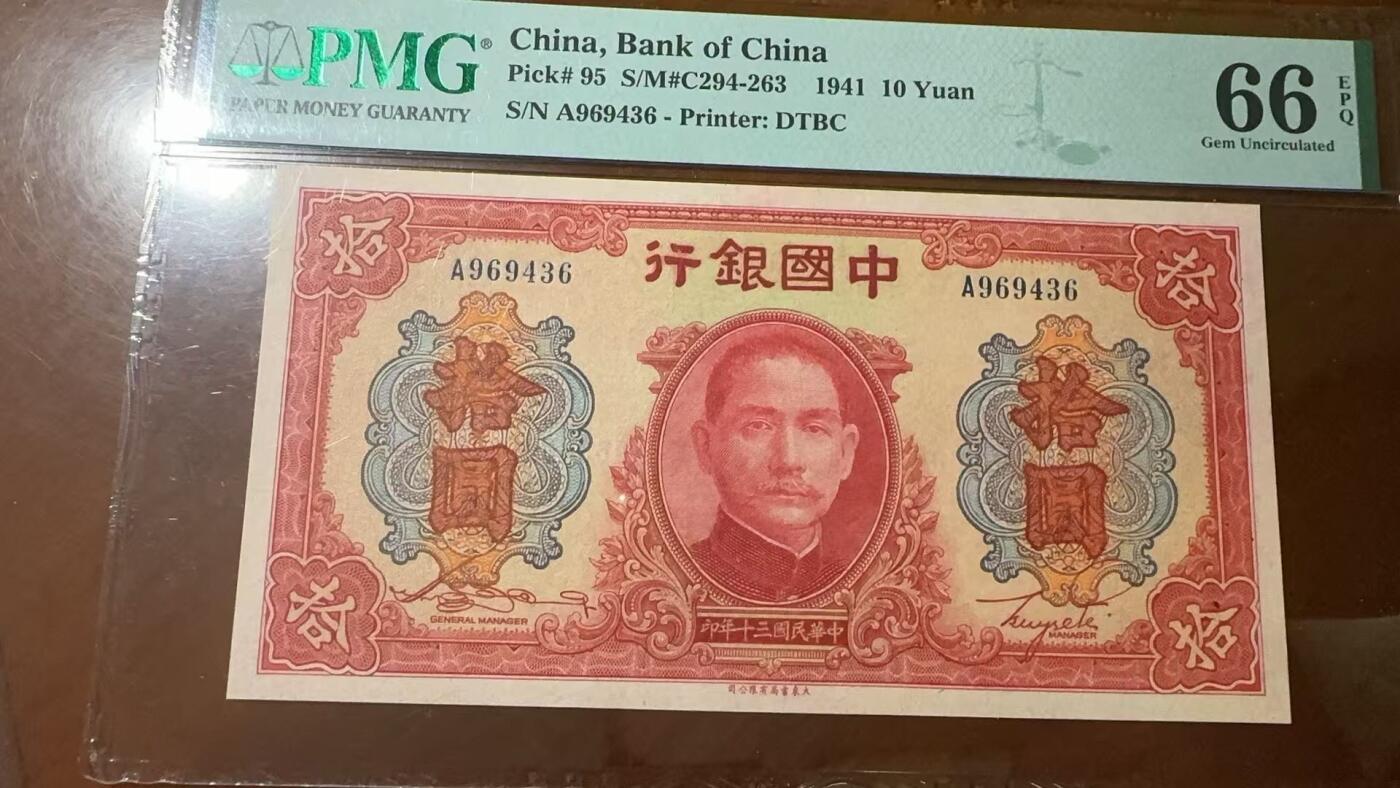 PMG®
PAPER MONEY GUARANTY
China, Bank of China
Pick# 95 S/M#C294-263 1941 10 Yuan
S/N A969436 - Printer: DTBC
66
EPQ
Gem Uncirculated
拾
行銀國中
拾
A969436
A969436
拾圓
拾圓
GENERAL MANAGER
MANAGER
印年十三國民華中
拾
拾
司公限有局書東大